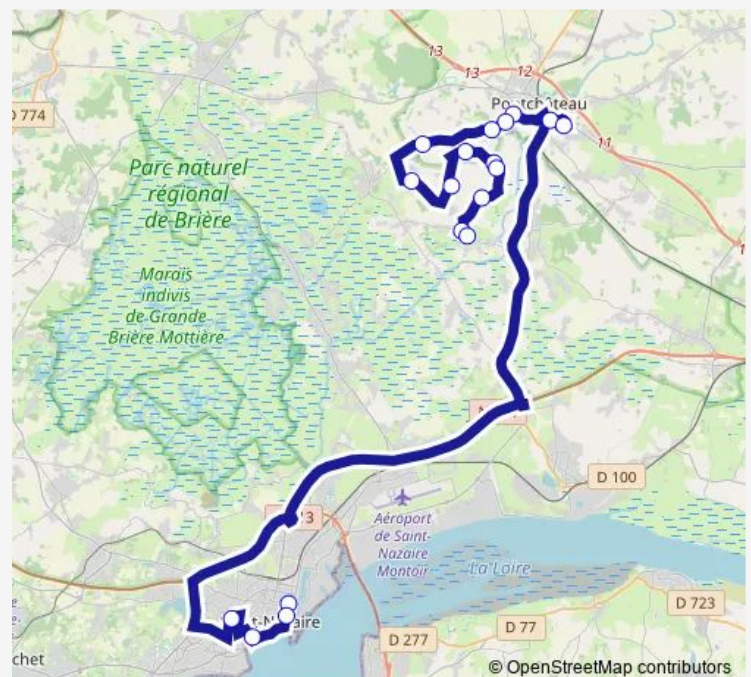 13
13
12
D 774
Pontchâteau
11
Parc naturel
régional
de Brière
Marais
indivis
de Grande
Brière Mottière
D 100
Aéroport
de Saint-
Nazaire
Montoir
La Loire
D 723
D 77
D 277
chet
© OpenStreetMap contributors